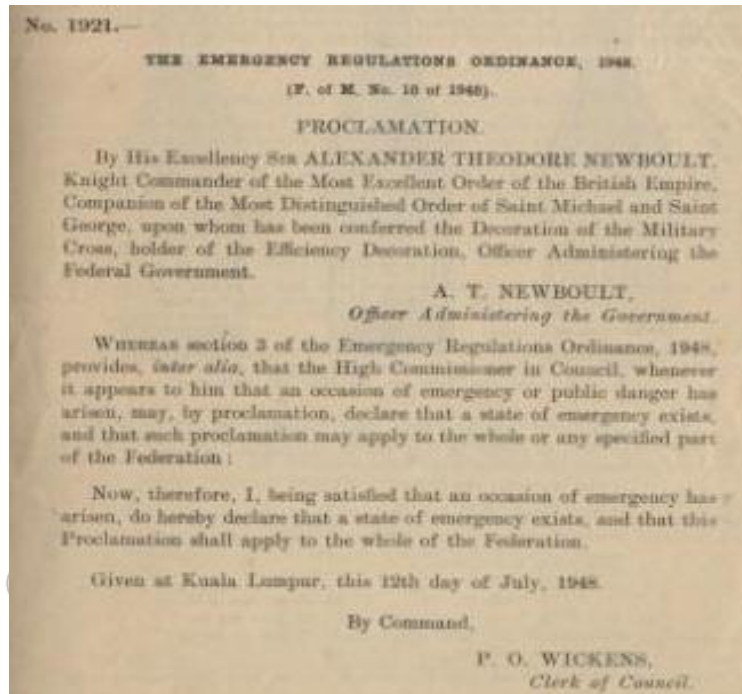 No. 1921.—
THE EMERGENCY REGULATIONS ORDINANCE, 1948.
(F. of M. No. 10 of 1948).
PROCLAMATION.
By His Excellency SIR ALEXANDER THEODORE NEWBOULT,
Knight Commander of the Most Excellent Order of the British Empire,
Companion of the Most Distinguished Order of Saint Michael and Saint
George, upon whom has been conferred the Decoration of the Military
Cross, holder of the Efficiency Decoration, Officer Administering the
Federal Government.
A. T. NEWBOULT,
Officer Administering the Government.
WHEREAS section 3 of the Emergency Regulations Ordinance, 1948,
provides, inter alia, that the High Commissioner in Council, whenever
it appears to him that an occasion of emergency or public danger has
arisen, may, by proclamation, declare that a state of emergency exists,
and that such proclamation may apply to the whole or any specified part
of the Federation:
Now, therefore, I, being satisfied that an occasion of emergency has
arisen, do hereby declare that a state of emergency exists, and that this
Proclamation shall apply to the whole of the Federation.
Given at Kuala Lumpur, this 12th day of July, 1948.
By Command,
P. O. WICKENS,
Clerk of Council.